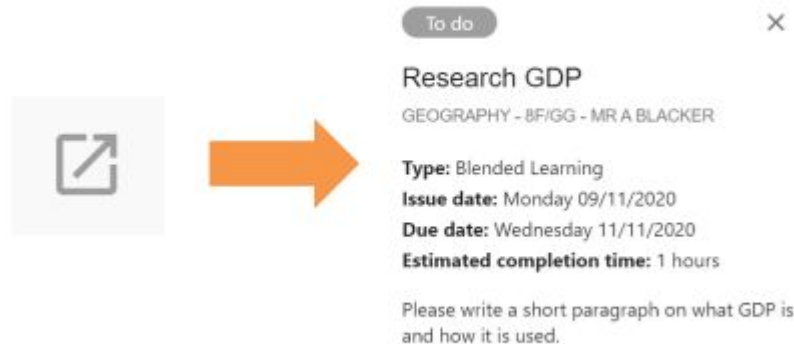 To do
Research GDP
GEOGRAPHY - 8F/GG - MR A BLACKER
Type: Blended Learning
Issue date: Monday 09/11/2020
Due date: Wednesday 11/11/2020
Estimated completion time: 1 hours
Please write a short paragraph on what GDP is
and how it is used.